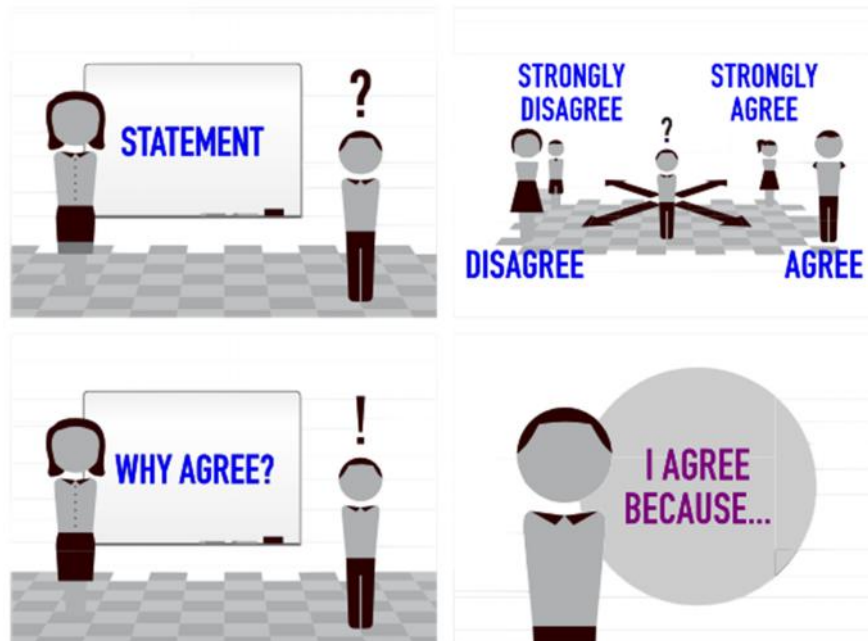 STATEMENT
?
STRONGLY
DISAGREE
STRONGLY
AGREE
?
DISAGREE
AGREE
WHY AGREE?
!
I AGREE
BECAUSE...